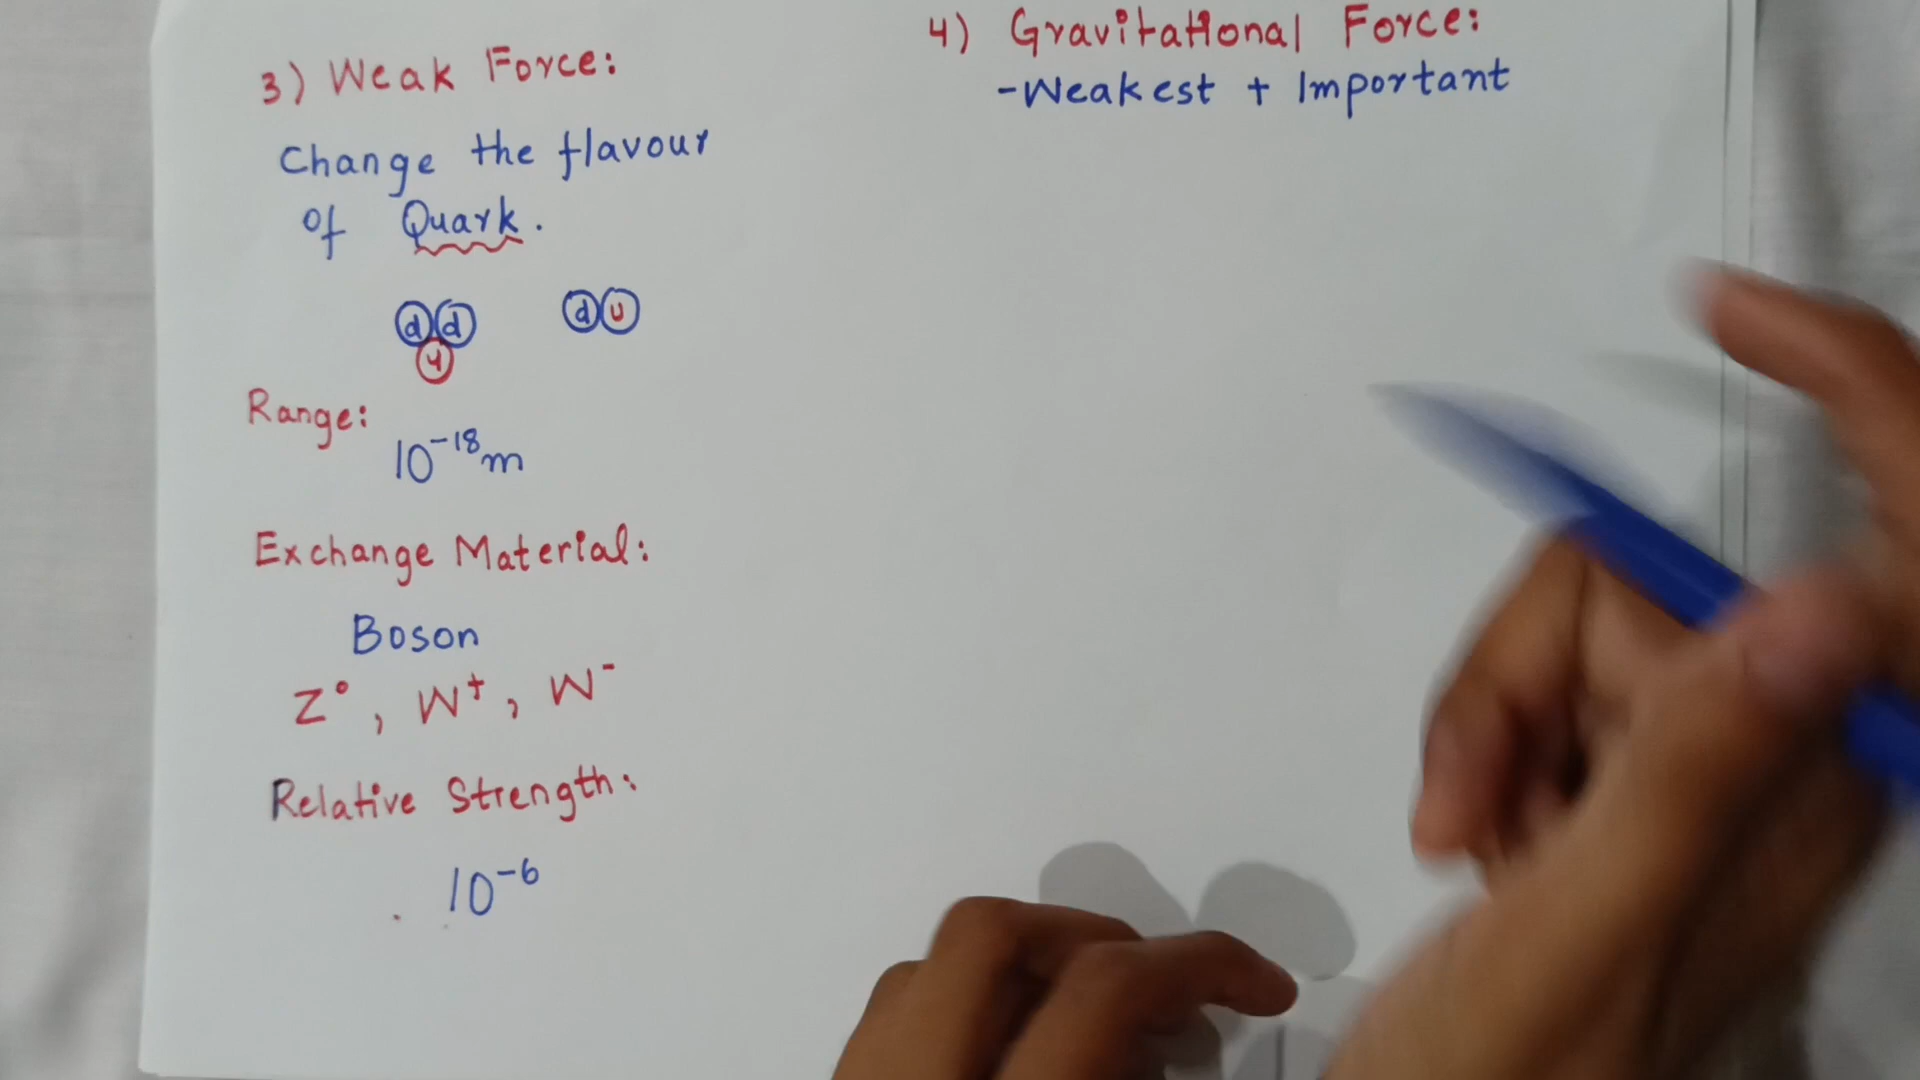 3) Weak Force:
Change the flavour
of Quark.
d d d u
u
Range:
10⁻¹⁸m
Exchange Material:
Boson
Z°, W⁺, W⁻
Relative Strength:
10⁻⁶
4) Gravitational Force:
-Weakest + Important